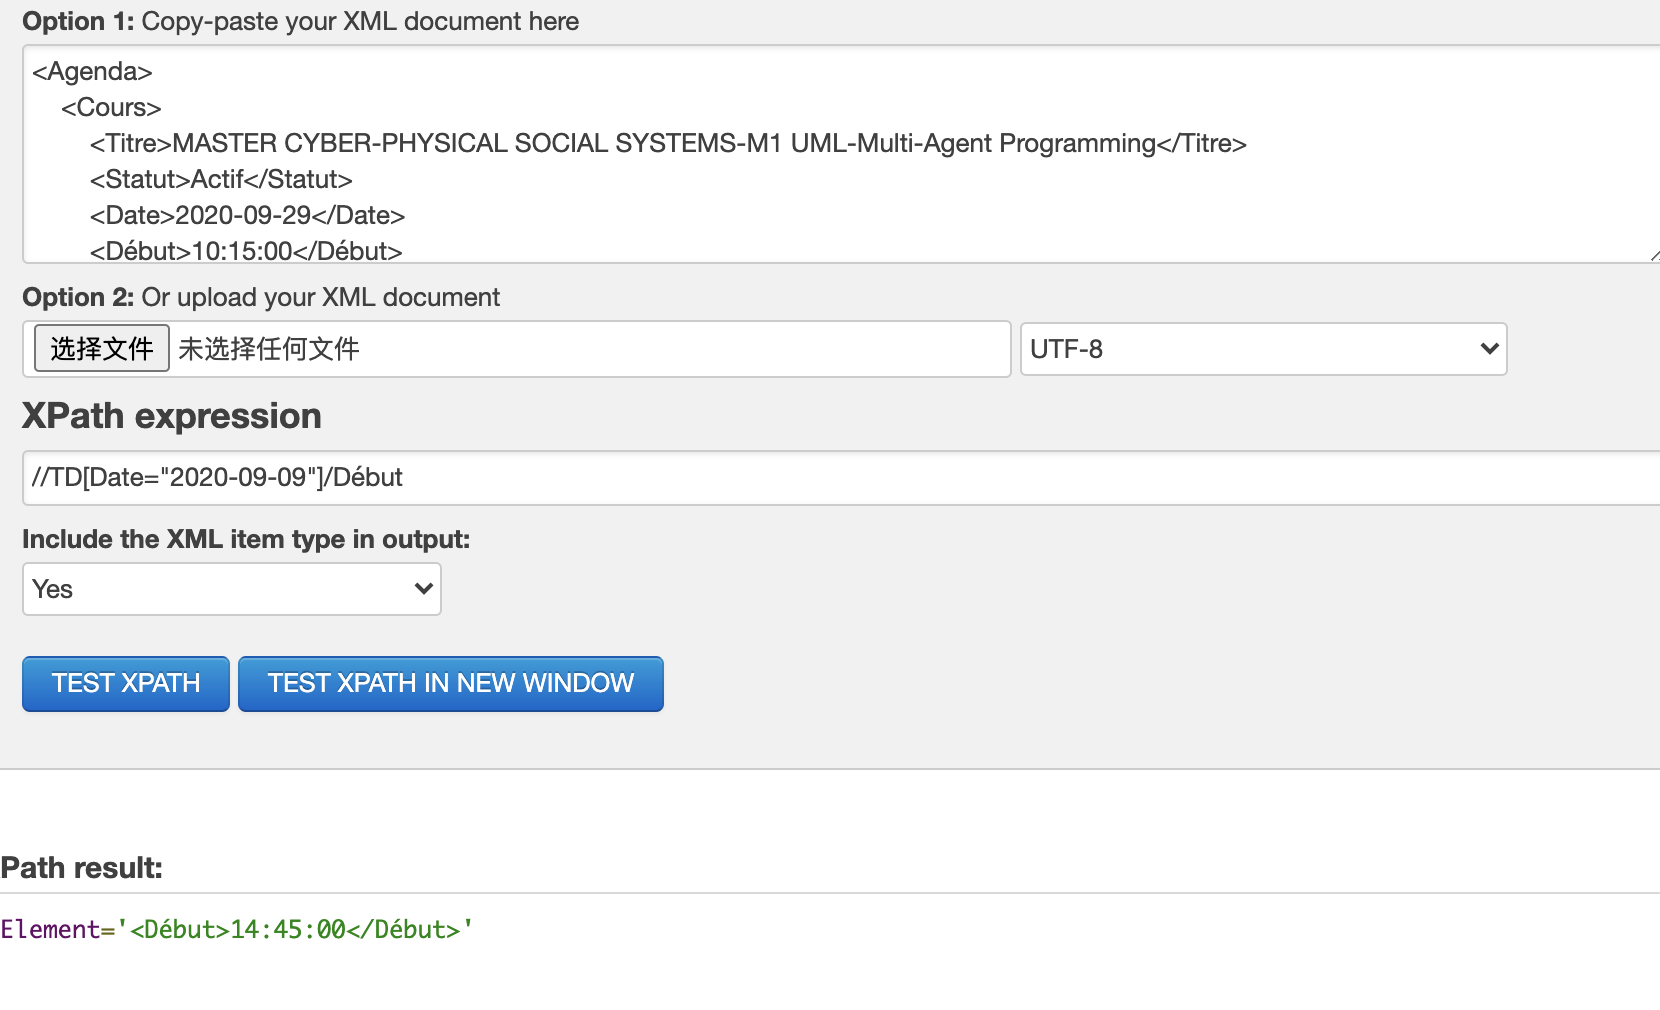 Option 1: Copy-paste your XML document here
<Agenda>
<Cours>
<Titre>MASTER CYBER-PHYSICAL SOCIAL SYSTEMS-M1 UML-Multi-Agent Programming</Titre>
<Statut>Actif</Statut>
<Date>2020-09-29</Date>
<Début>10:15:00</Début>
Option 2: Or upload your XML document
选择文件 未选择任何文件 UTF-8
XPath expression
//TD[Date="2020-09-09"]/Début
Include the XML item type in output:
Yes
TEST XPATH TEST XPATH IN NEW WINDOW
Path result:
Element='<Début>14:45:00</Début>'